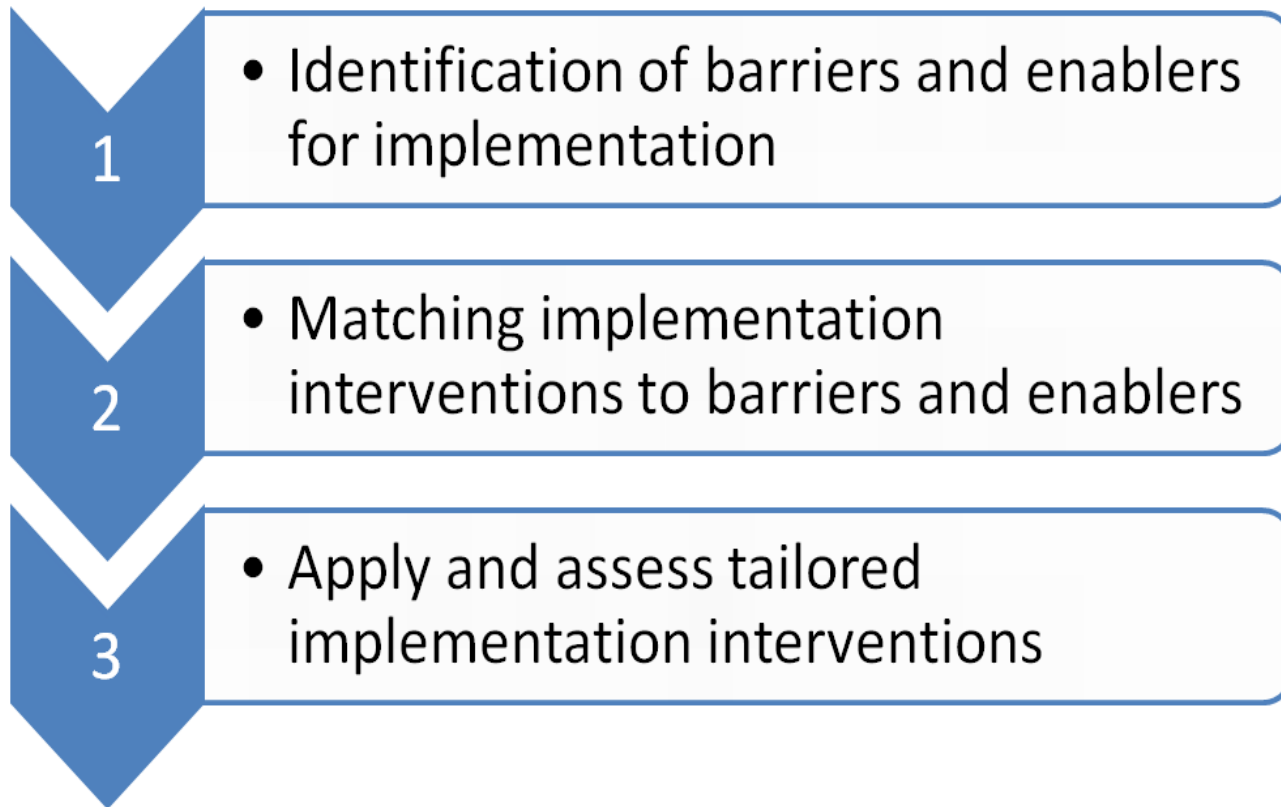 1
• Identification of barriers and enablers
for implementation
2
• Matching implementation
interventions to barriers and enablers
3
• Apply and assess tailored
implementation interventions